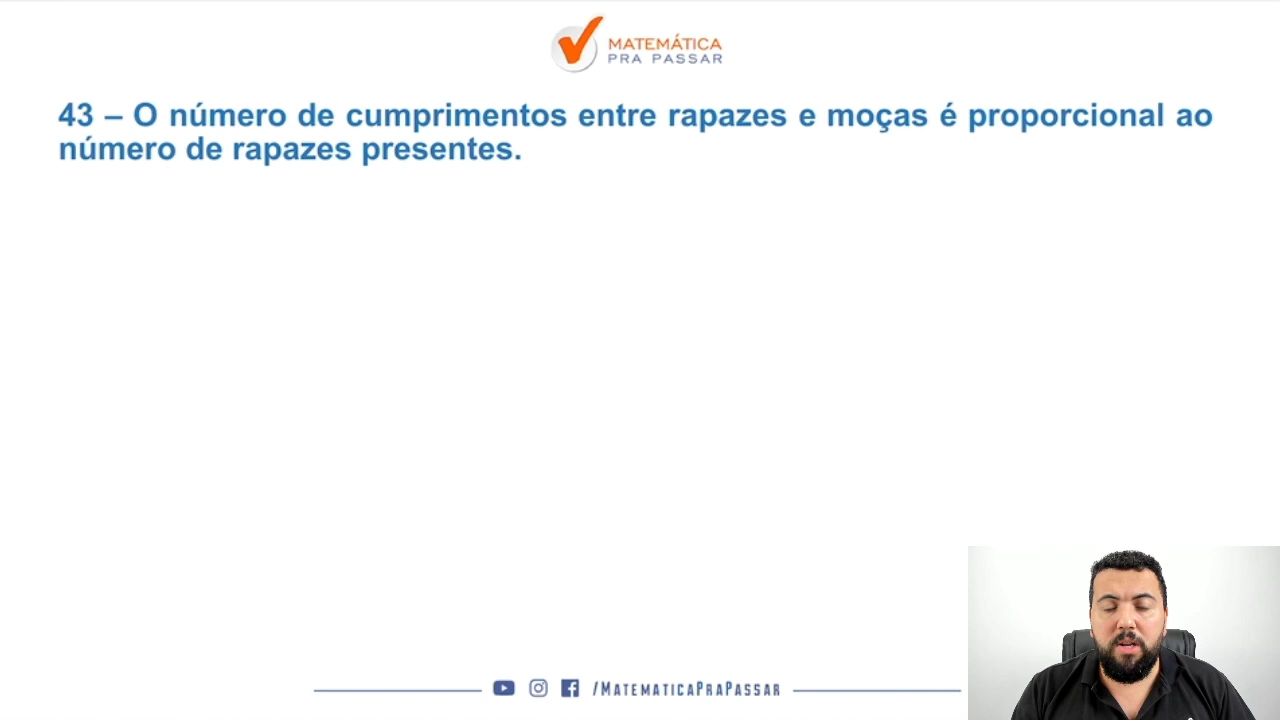 MATEMÁTICA
PRA PASSAR
43 – O número de cumprimentos entre rapazes e moças é proporcional ao
número de rapazes presentes.
/MATEMATICAPRAPASSAR